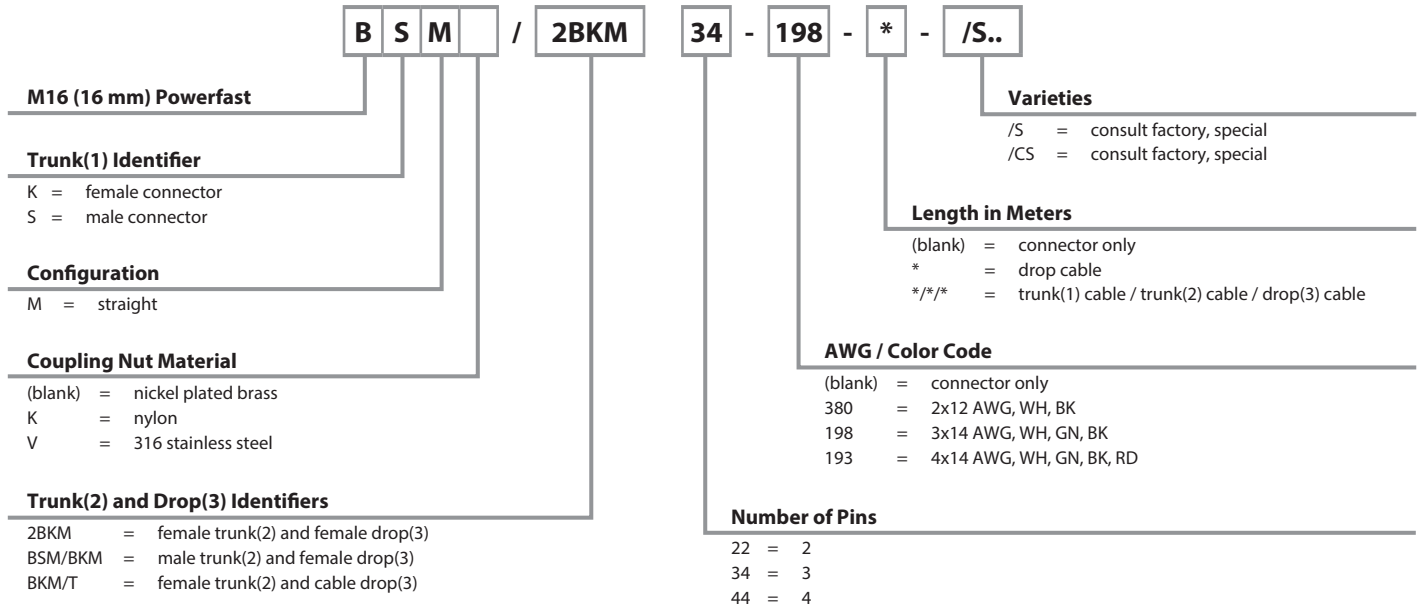 B S M / 2BKM 34 - 198 - * - /S..
M16 (16 mm) Powerfast
Trunk(1) Identifier
K = female connector
S = male connector
Configuration
M = straight
Coupling Nut Material
(blank) = nickel plated brass
K = nylon
V = 316 stainless steel
Trunk(2) and Drop(3) Identifiers
2BKM = female trunk(2) and female drop(3)
BSM/BKM = male trunk(2) and female drop(3)
BKM/T = female trunk(2) and cable drop(3)
Varieties
/S = consult factory, special
/CS = consult factory, special
Length in Meters
(blank) = connector only
* = drop cable
*/*/* = trunk(1) cable / trunk(2) cable / drop(3) cable
AWG / Color Code
(blank) = connector only
380 = 2x12 AWG, WH, BK
198 = 3x14 AWG, WH, GN, BK
193 = 4x14 AWG, WH, GN, BK, RD
Number of Pins
22 = 2
34 = 3
44 = 4